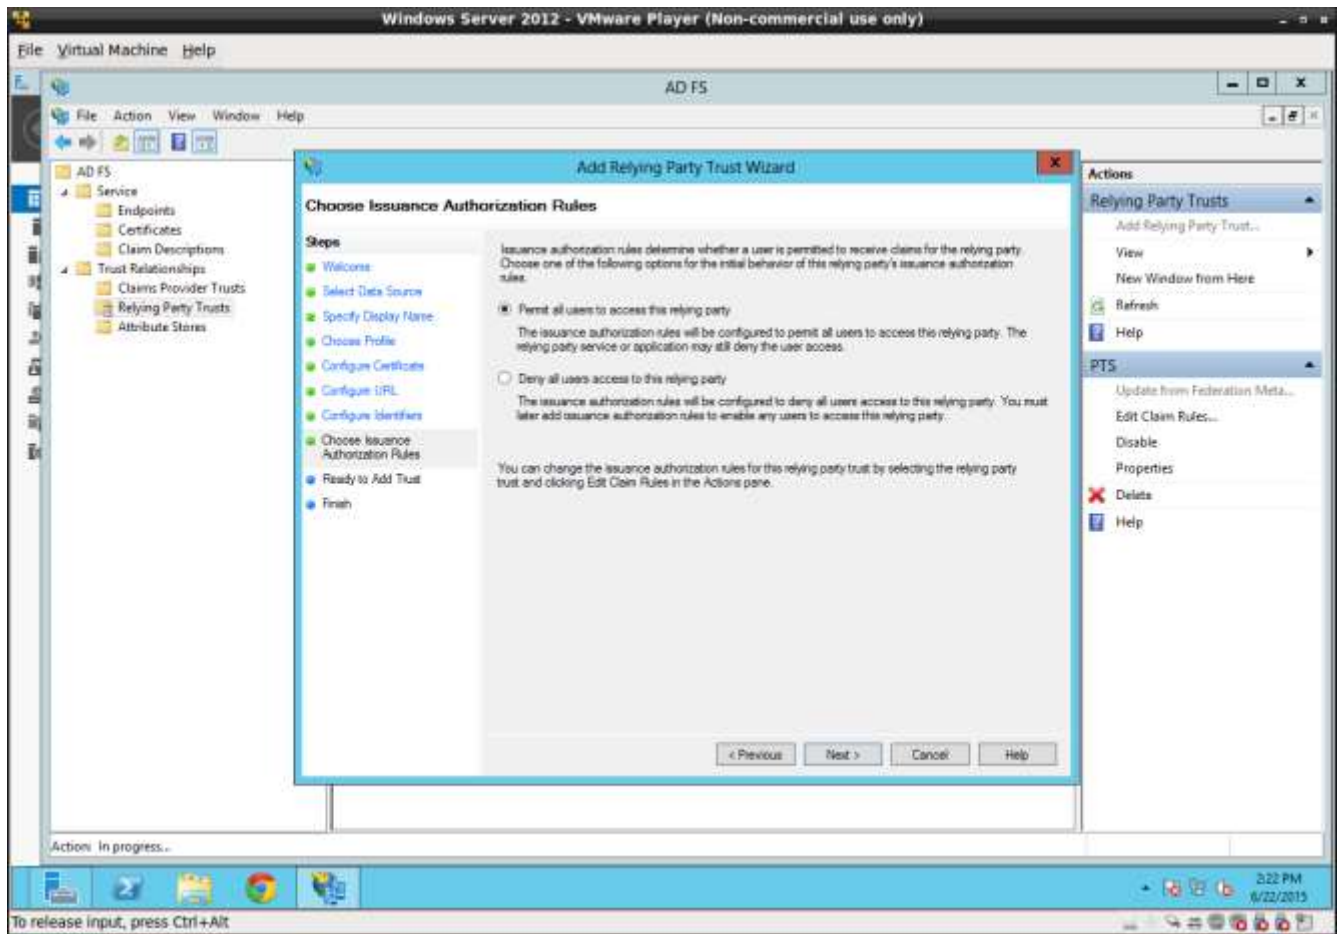 Windows Server 2012 - VMware Player (Non-commercial use only)
File Virtual Machine Help
AD FS
File Action View Window Help
AD FS
Service
Endpoints
Certificates
Claim Descriptions
Trust Relationships
Claims Provider Trusts
Relying Party Trusts
Attribute Stores
Add Relying Party Trust Wizard
Choose Issuance Authorization Rules
Steps
Welcome
Select Data Source
Specify Display Name
Choose Profile
Configure Certificate
Configure URL
Configure Identifiers
Choose Issuance
Authorization Rules
Ready to Add Trust
Finish
Issuance authorization rules determine whether a user is permitted to receive claims for the relying party.
Choose one of the following options for the initial behavior of this relying party's issuance authorization
rules.
Permit all users to access this relying party
The issuance authorization rules will be configured to permit all users to access this relying party. The
relying party service or application may still deny the user access.
Deny all users access to this relying party
The issuance authorization rules will be configured to deny all users access to this relying party. You must
later add issuance authorization rules to enable any users to access this relying party.
You can change the issuance authorization rules for this relying party trust by selecting the relying party
trust and clicking Edit Claim Rules in the Actions pane.
< Previous Next > Cancel Help
Actions
Relying Party Trusts
Add Relying Party Trust...
View
New Window from Here
Refresh
Help
PTS
Update from Federation Meta...
Edit Claim Rules...
Disable
Properties
Delete
Help
Action: In progress...
2:22 PM
6/22/2015
To release input, press Ctrl+Alt